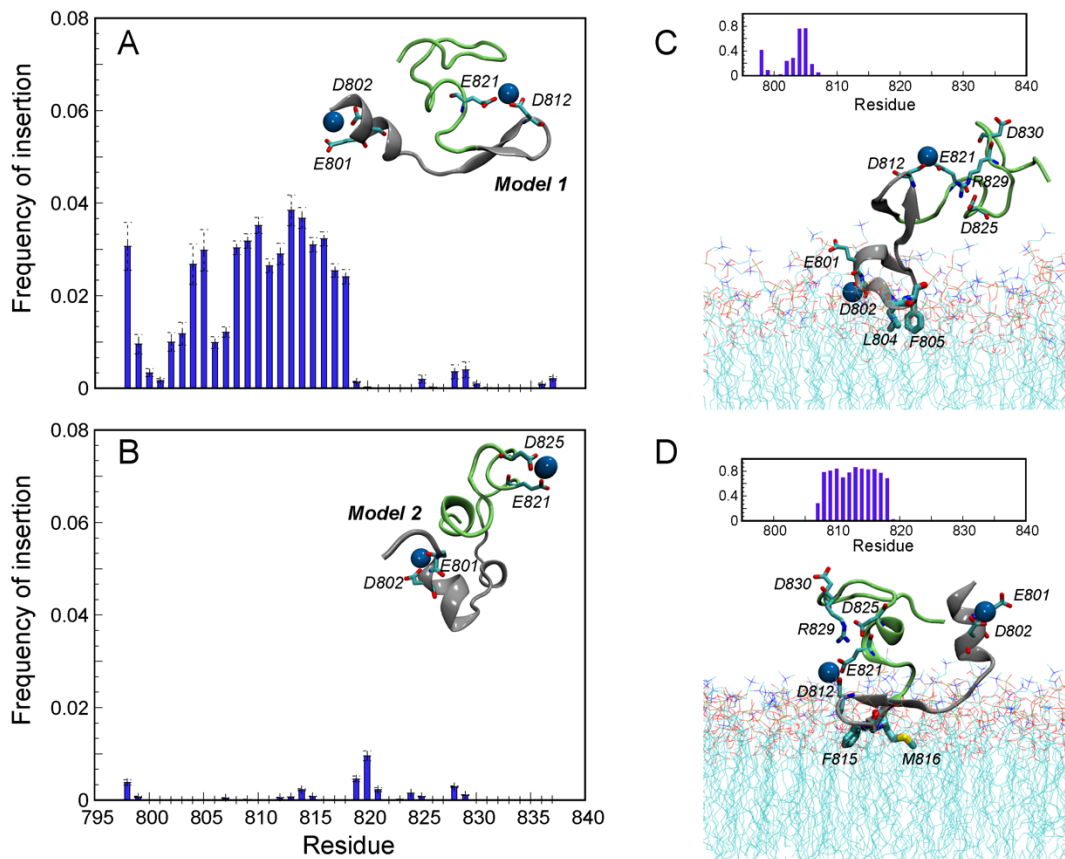 A
0.08
0.06
0.04
0.02
0
Frequency of insertion
D802
E801
E821
D812
Model 1
B
0.08
0.06
0.04
0.02
0
Frequency of insertion
D825
E821
Model 2
E801
D802
795 800 805 810 815 820 825 830 835 840
Residue
C
0.8
0.4
0
800 810 820 830 840
Residue
D830
D812
E821
R829
D825
E801
D802
L804
F805
D
0.8
0.4
0
800 810 820 830 840
Residue
D830
D825
E801
R829
D802
E821
D812
F815
M816